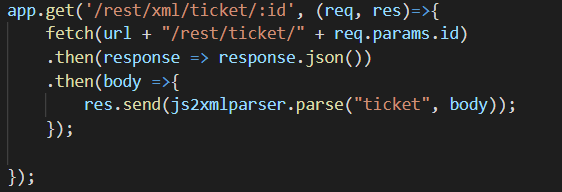 app.get('/rest/xml/ticket/:id', (req, res)=>{
    fetch(url + "/rest/ticket/" + req.params.id)
    .then(response => response.json())
    .then(body =>{
        res.send(js2xmlparser.parse("ticket", body));
    });

});